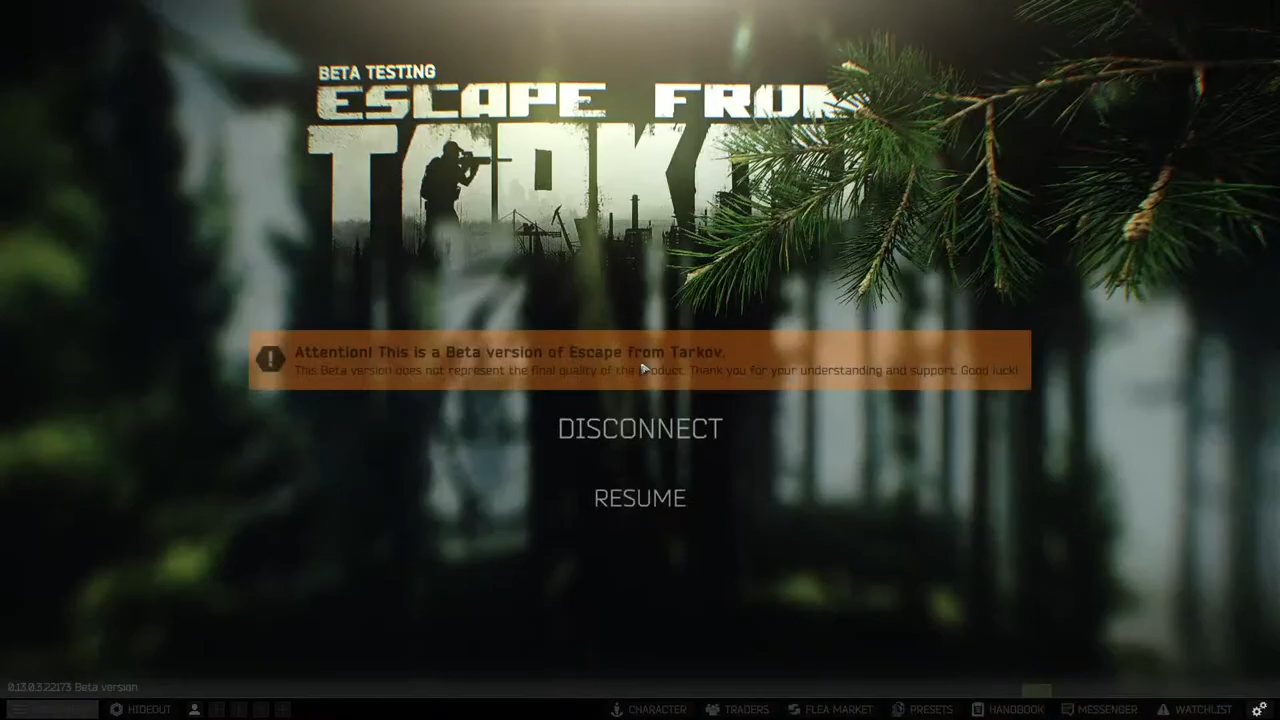 BETA TESTING
ESCAPE FROM
TARKOV
Attention! This is a Beta version of Escape from Tarkov.
This Beta version does not represent the final quality of the product. Thank you for your understanding and support. Good luck!
DISCONNECT
RESUME
0.13.0.3.22173 Beta version
HIDEOUT
CHARACTER
TRADERS
FLEA MARKET
PRESETS
HANDBOOK
MESSENGER
WATCHLIST